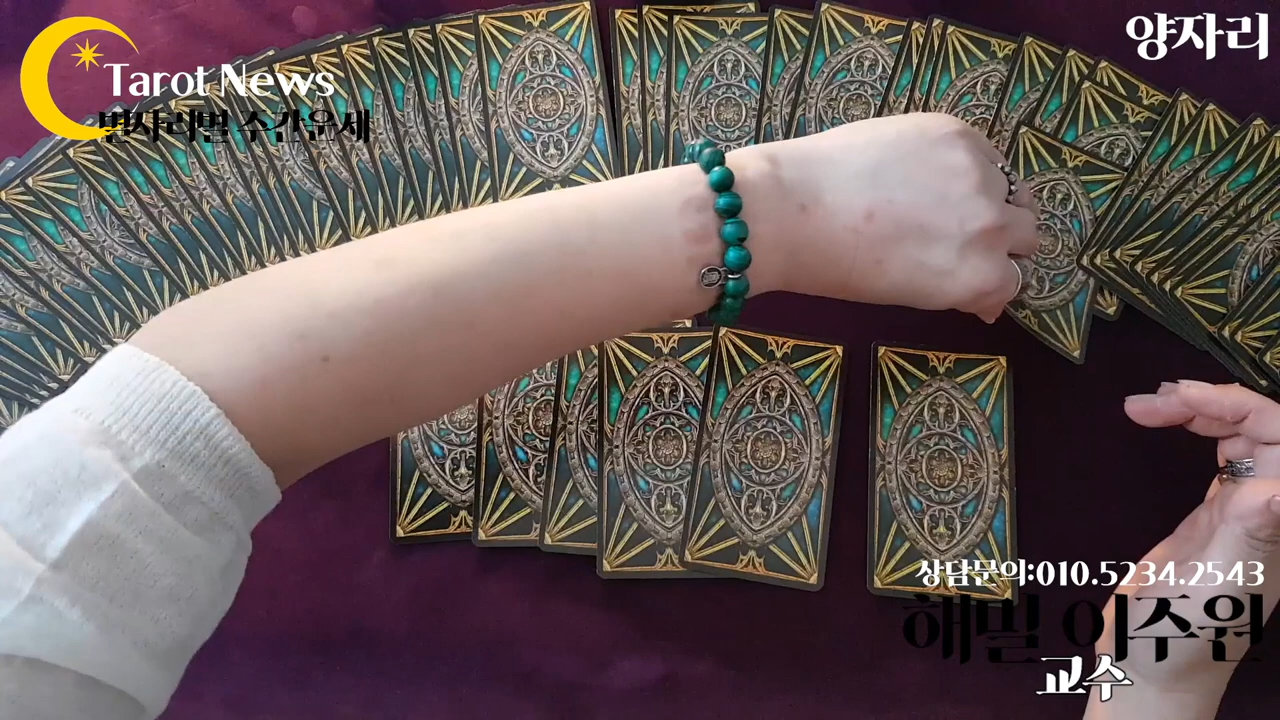 양자리
Tarot News
별자리별 주간운세
상담문의:010.5234.2543
해밀 이주원
교수